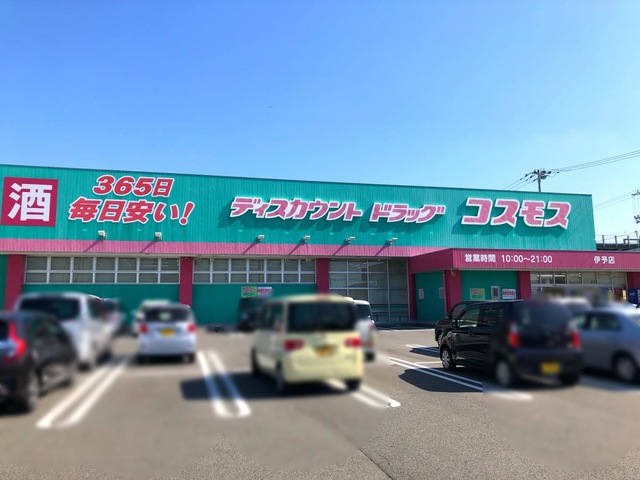 酒
365日
毎日安い!
ディスカウント ドラッグ コスモス
営業時間 10:00〜21:00 伊予店